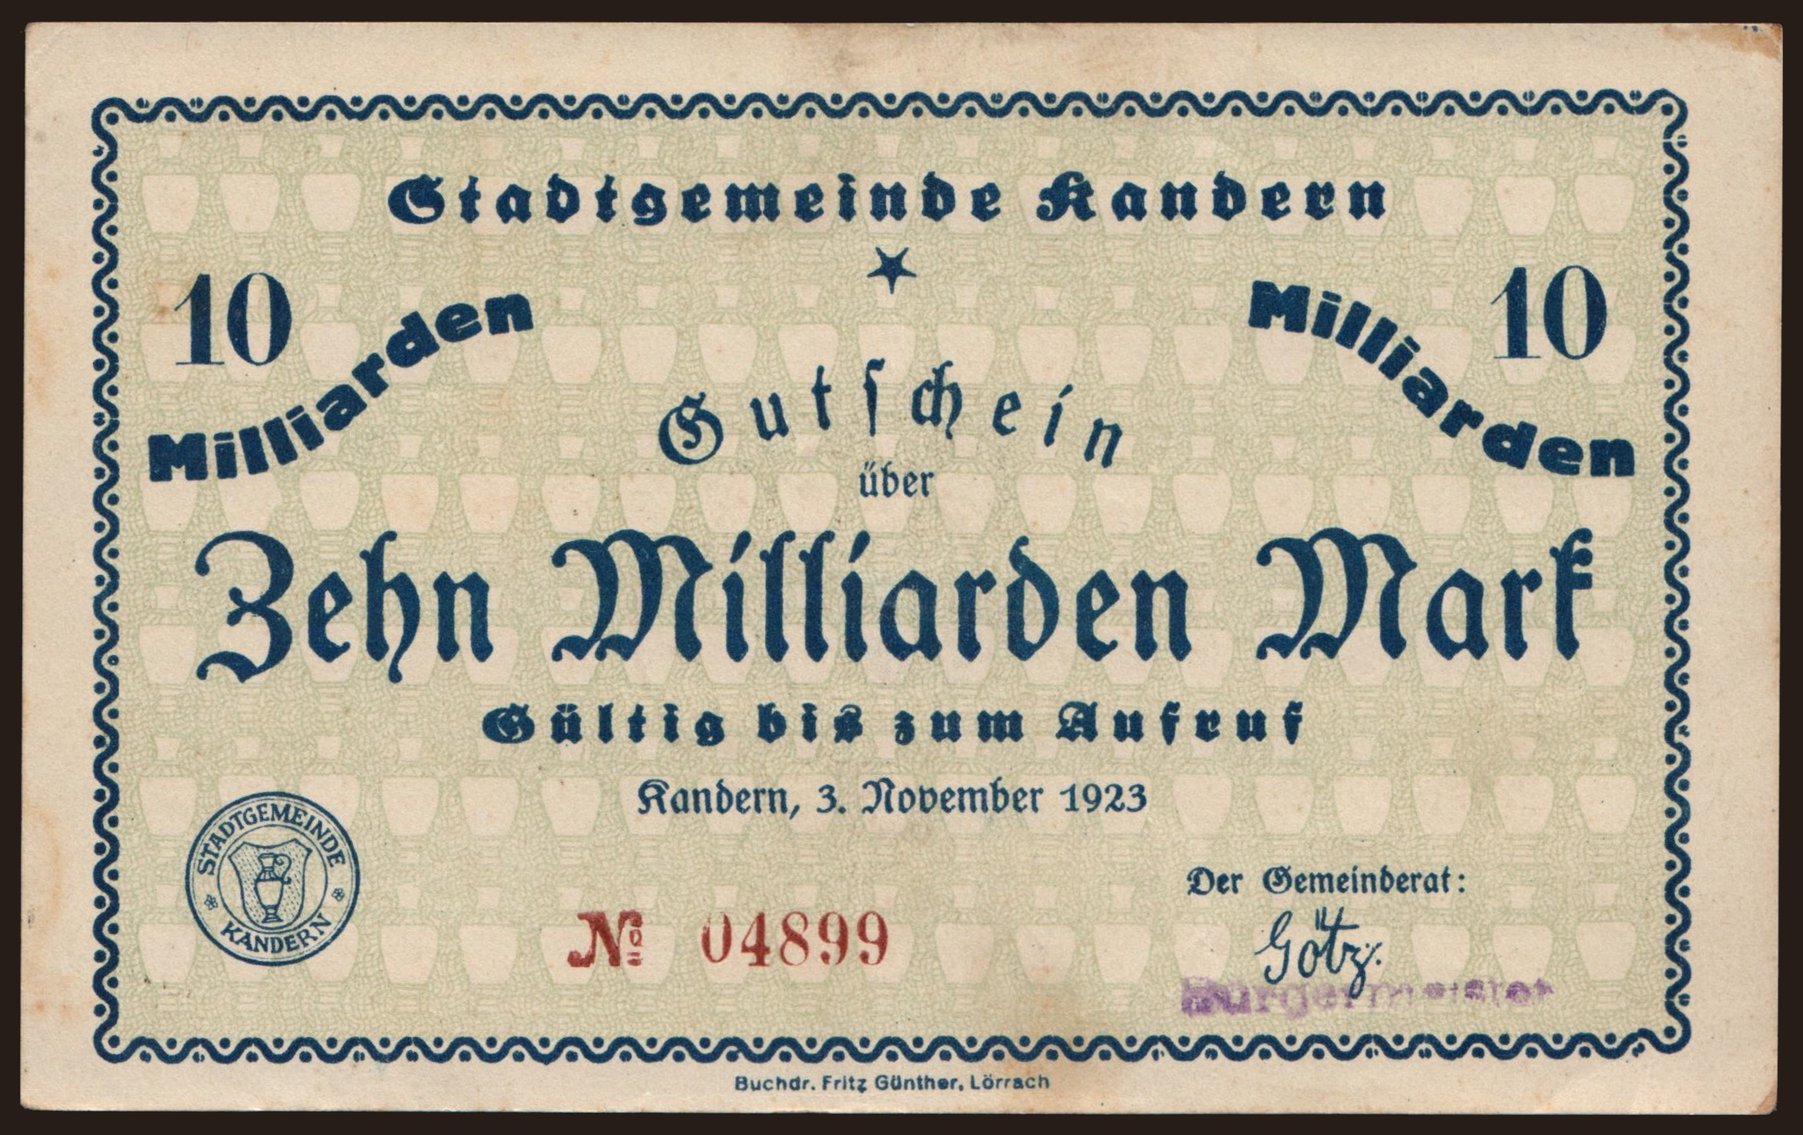 Stadtgemeinde Kandern
10 Milliarden
Milliarden 10
Gutschein
über
Zehn Milliarden Mark
Gültig bis zum Aufruf
Kandern, 3. November 1923
STADTGEMEINDE KANDERN
№ 04899
Der Gemeinderat:
Götz.
Bürgermeister
Buchdr. Fritz Günther, Lörrach